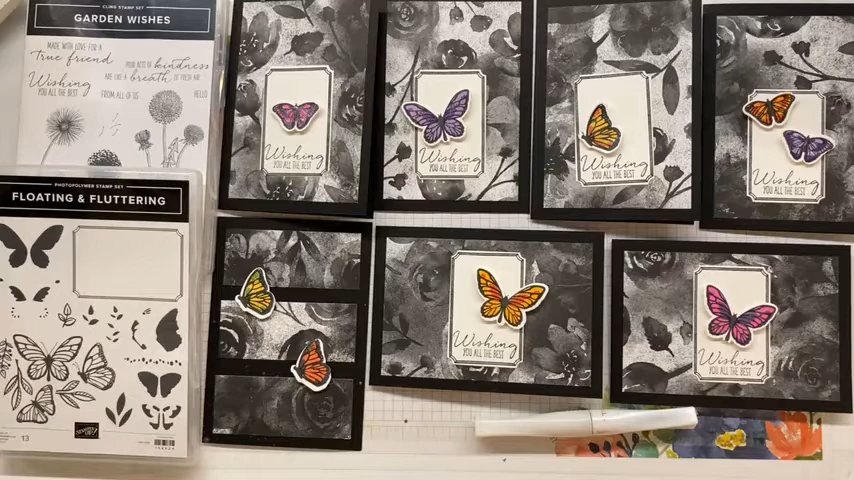 CLING STAMP SET
GARDEN WISHES
MADE WITH LOVE FOR A
true friend
YOUR ACTS OF kindness
ARE LIKE A breath OF FRESH AIR
Wishing
YOU ALL THE BEST
FROM ALL OF US
HELLO
PHOTOPOLYMER STAMP SET
FLOATING & FLUTTERING
13
STAMPIN' UP!
Wishing
YOU ALL THE BEST
Wishing
YOU ALL THE BEST
Wishing
YOU ALL THE BEST
Wishing
YOU ALL THE BEST
Wishing
YOU ALL THE BEST
Wishing
YOU ALL THE BEST